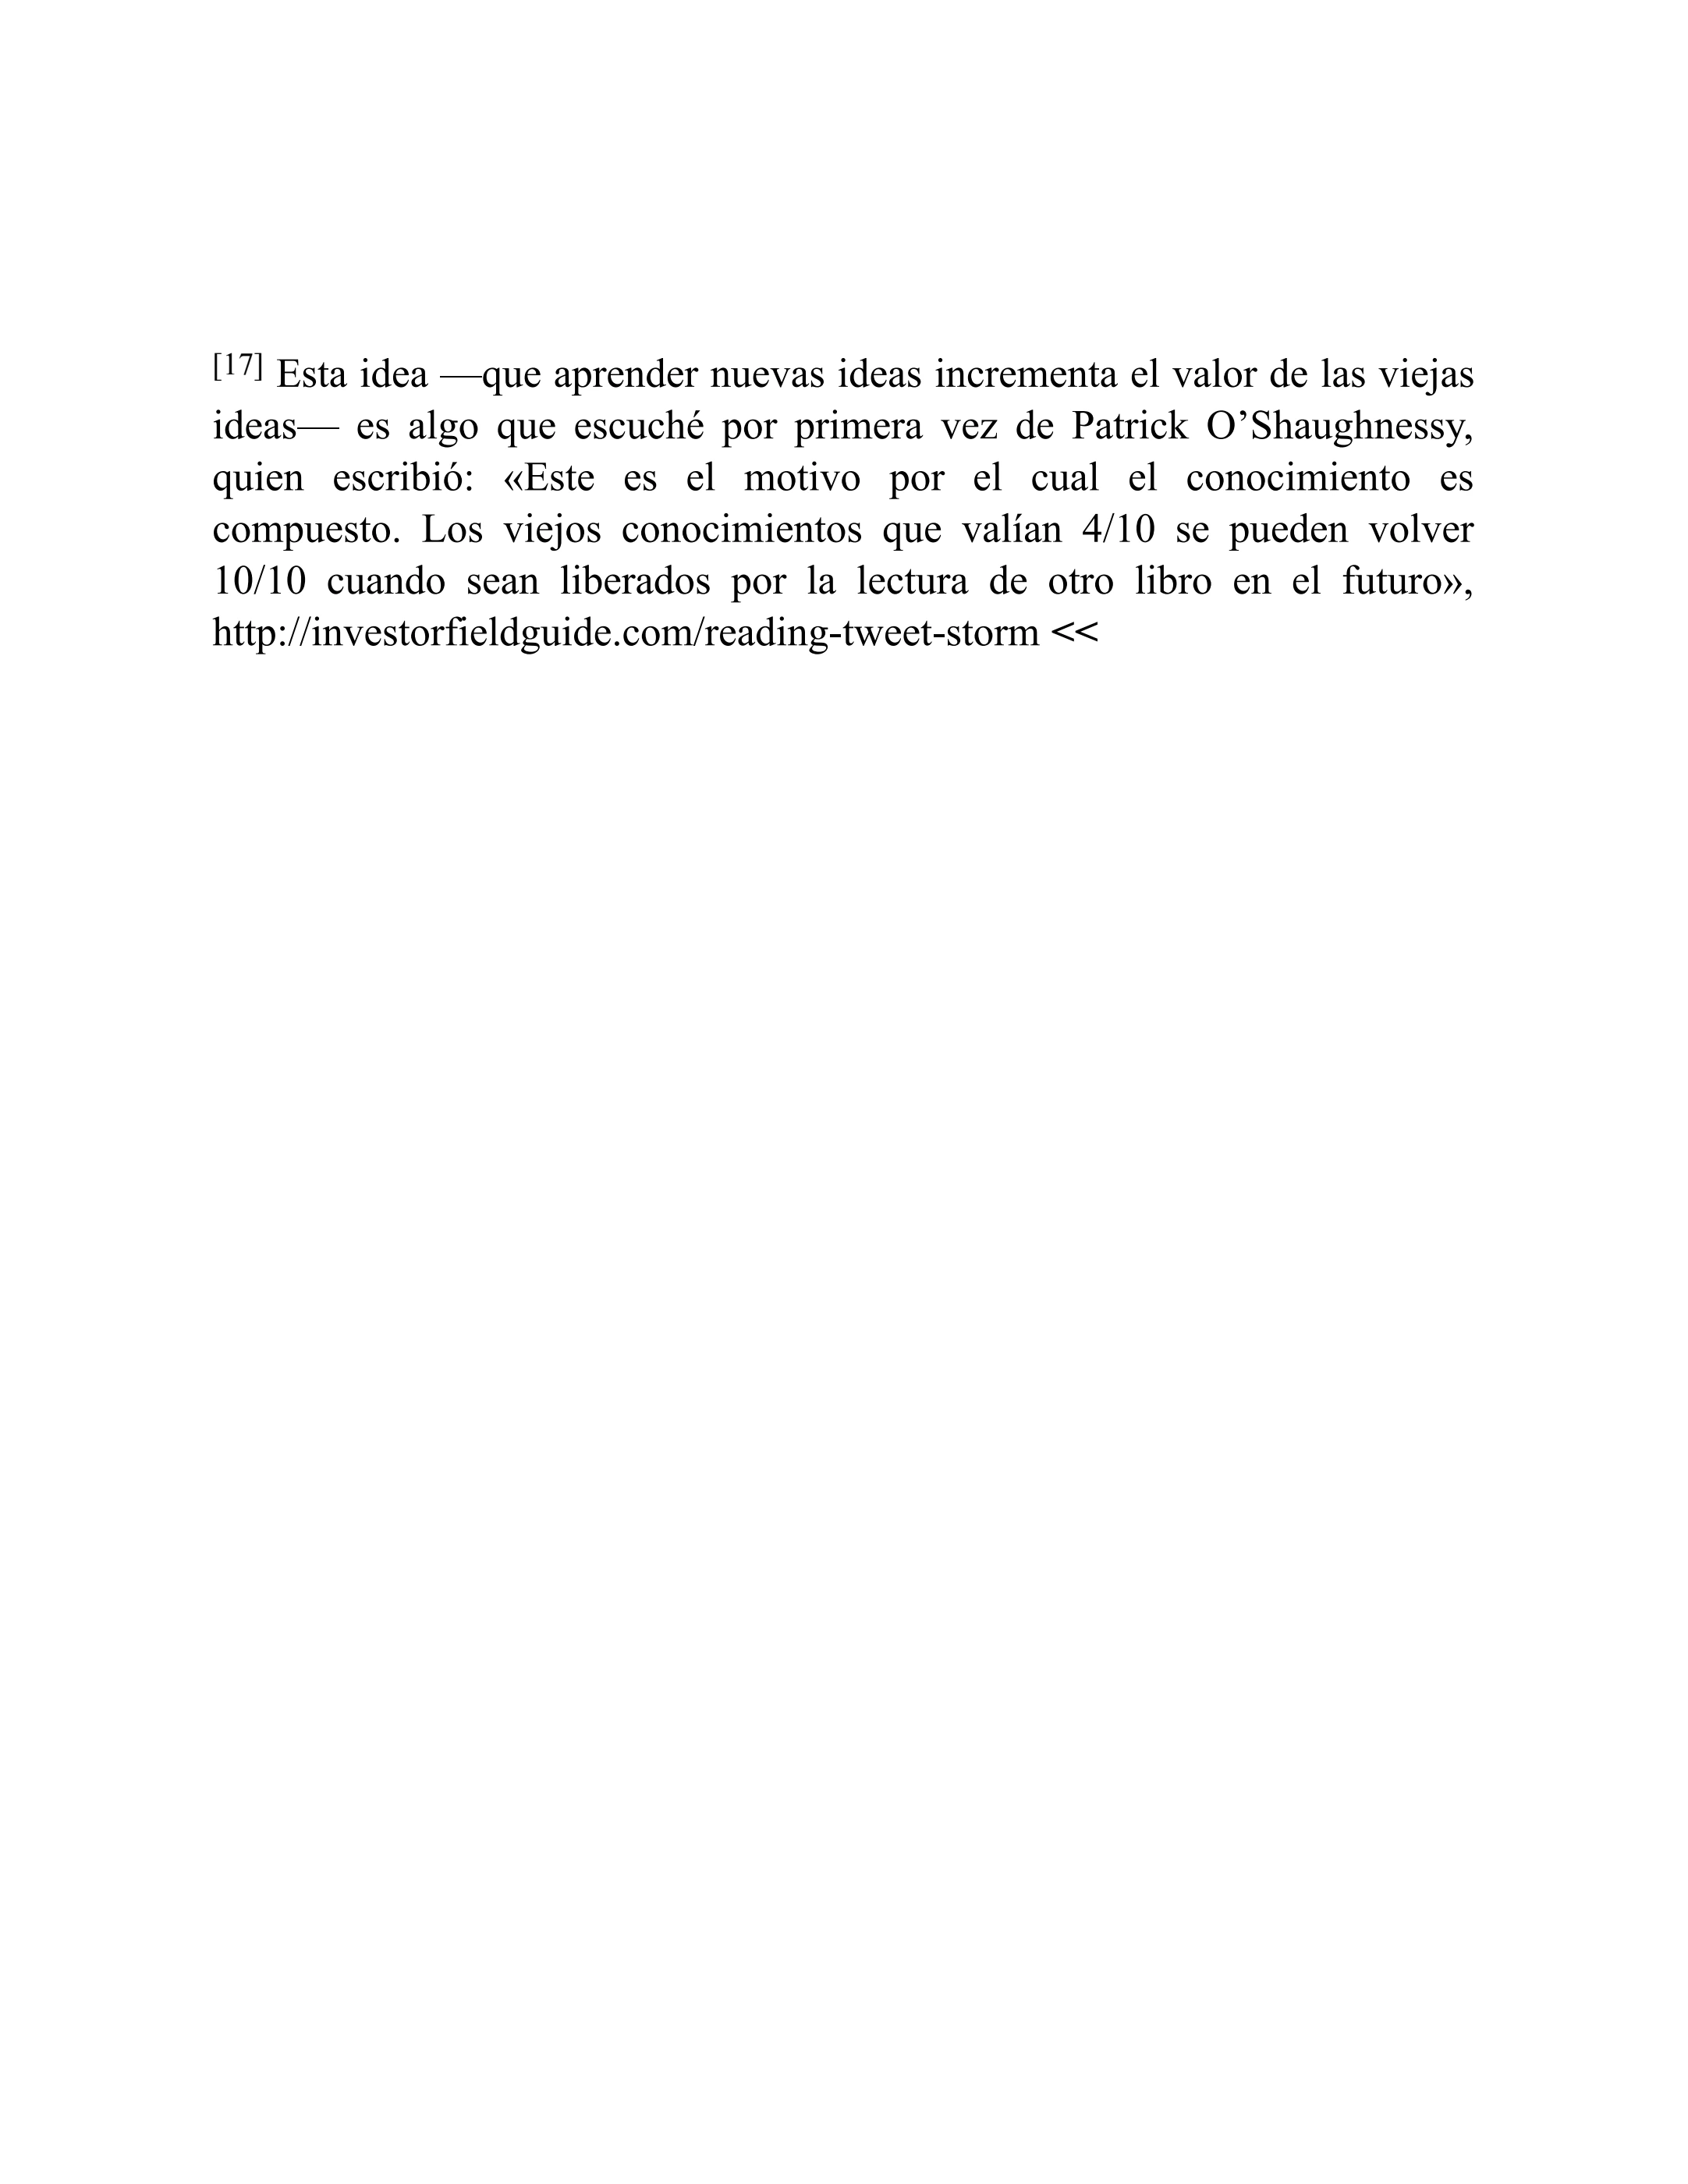 [17] Esta idea —que aprender nuevas ideas incrementa el valor de las viejas
ideas— es algo que escuché por primera vez de Patrick O’Shaughnessy,
quien escribió: «Este es el motivo por el cual el conocimiento es
compuesto. Los viejos conocimientos que valían 4/10 se pueden volver
10/10 cuando sean liberados por la lectura de otro libro en el futuro»,
http://investorfieldguide.com/reading-tweet-storm <<